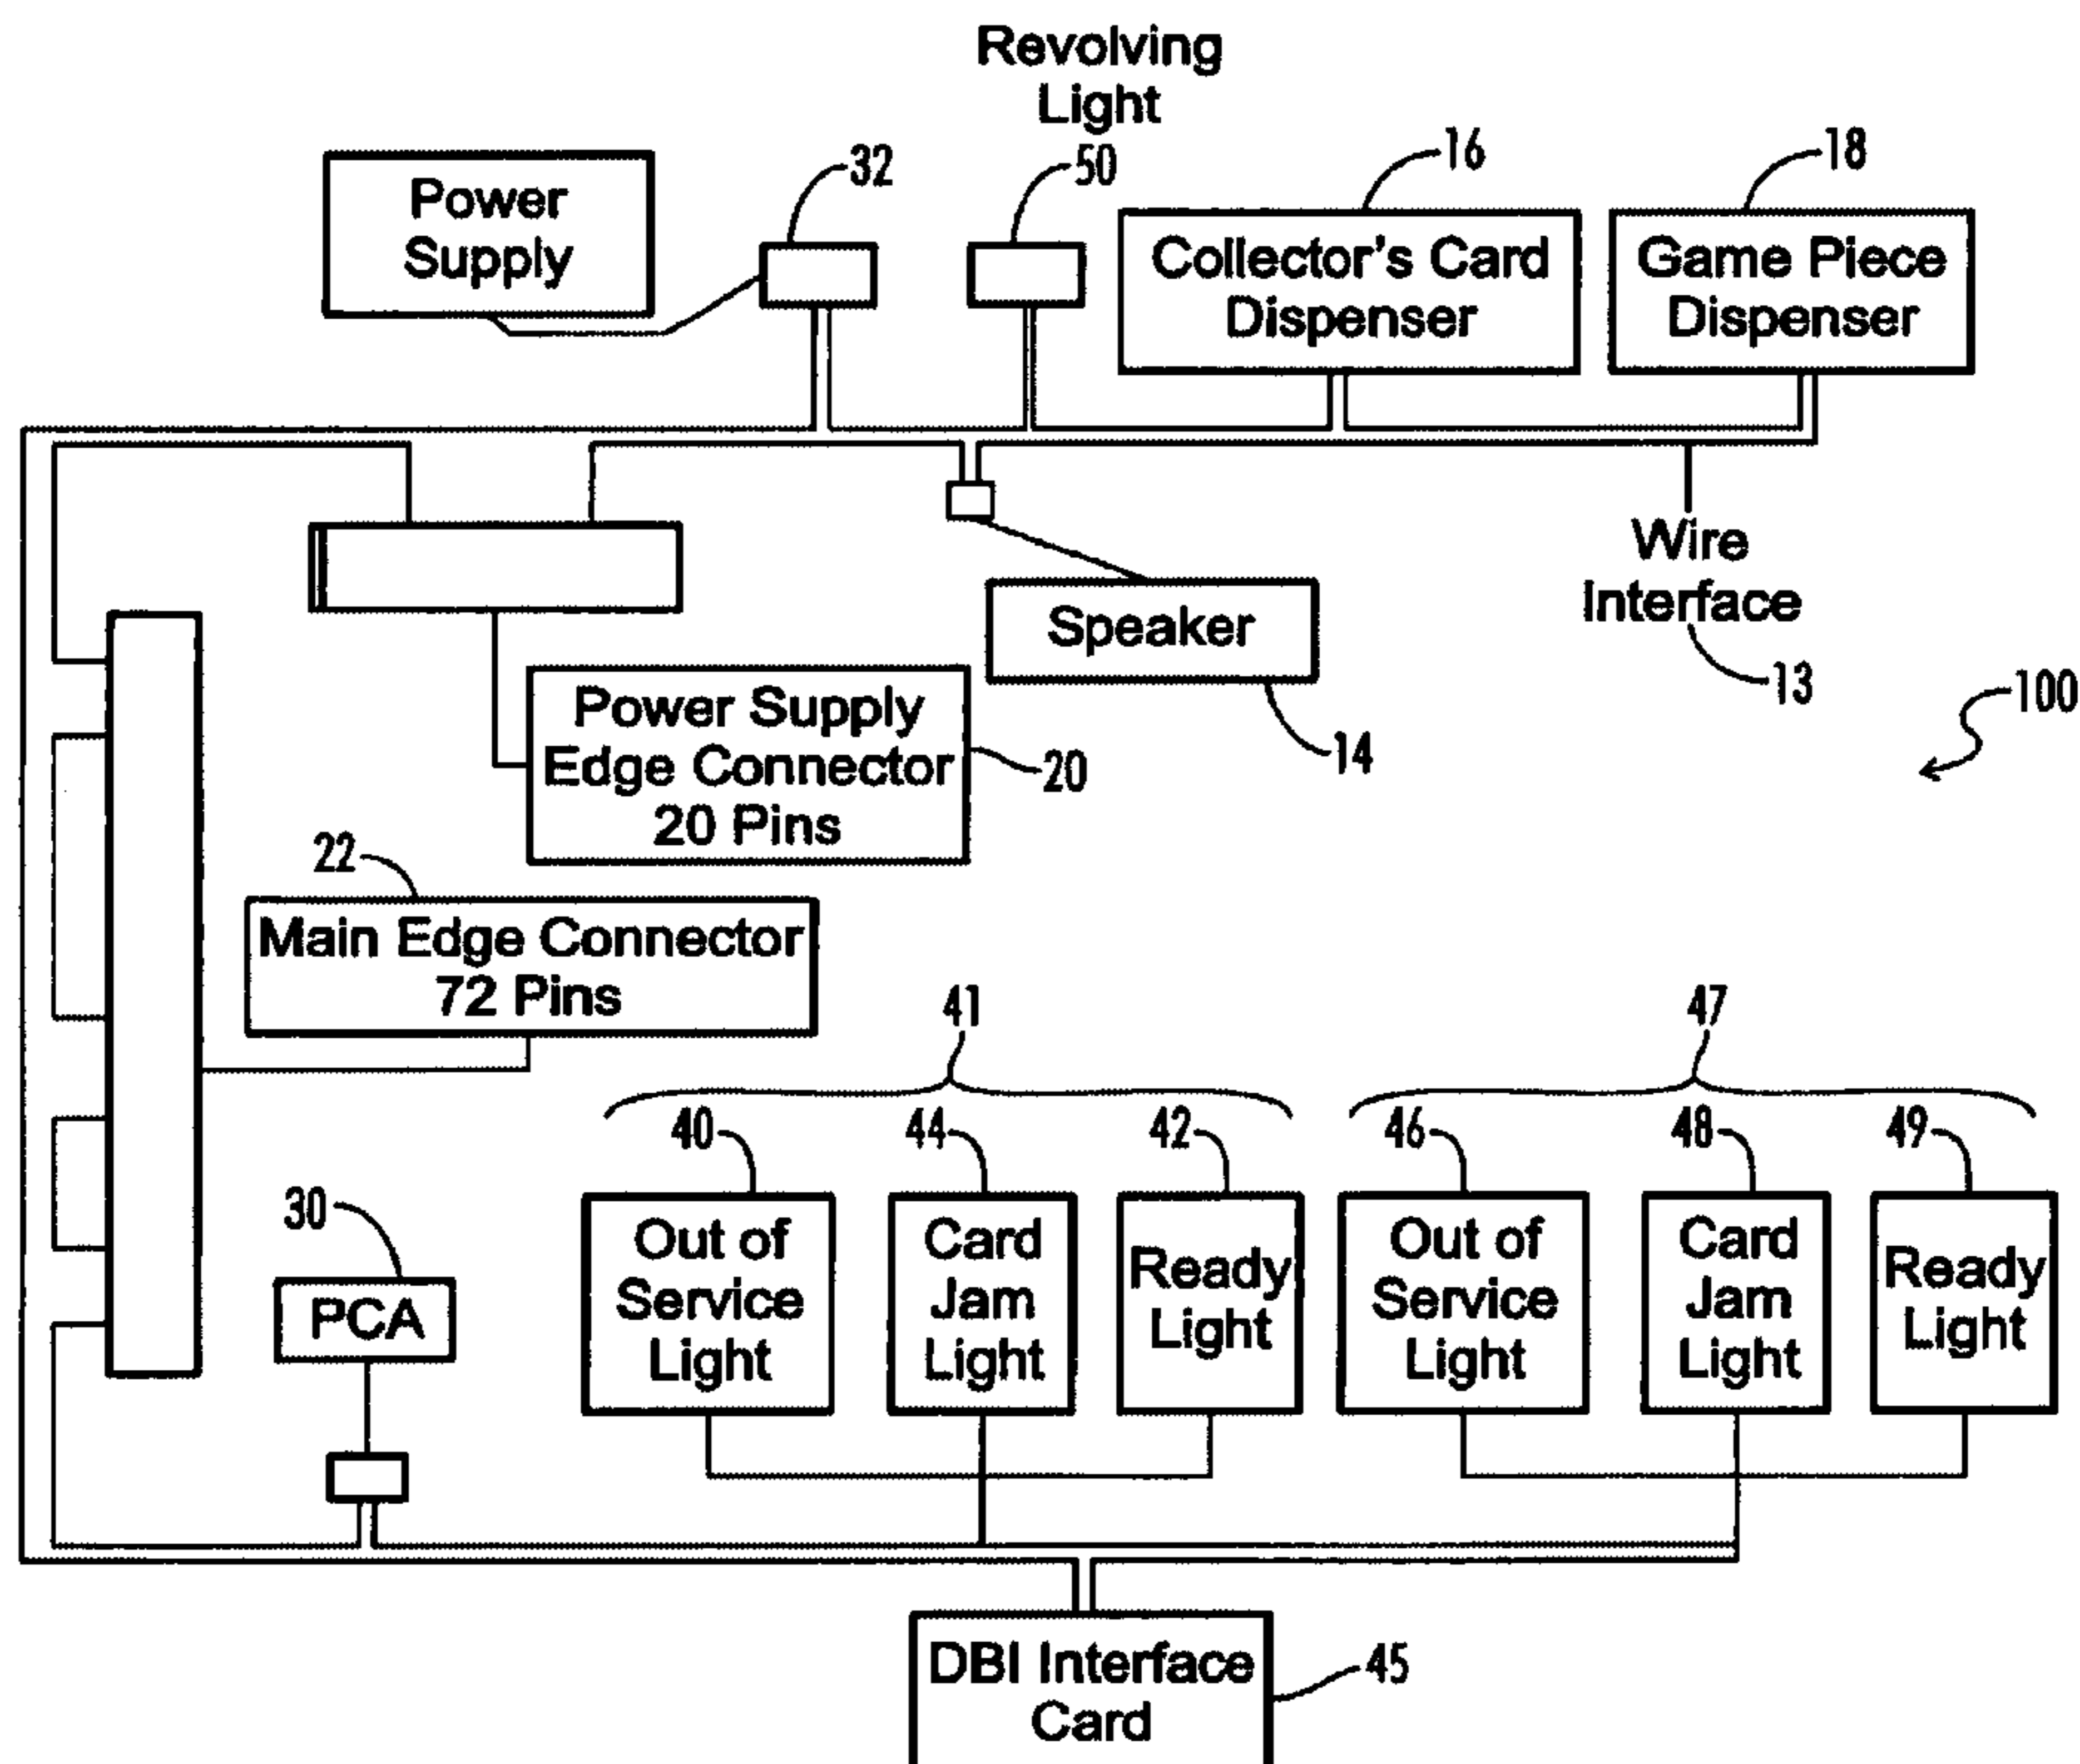 Revolving
Light
Power
Supply
32
50
16
18
Collector's Card
Dispenser
Game Piece
Dispenser
Wire
Interface
13
Speaker
14
100
Power Supply
Edge Connector
20 Pins
20
22
Main Edge Connector
72 Pins
41
47
40
44
42
46
48
49
30
PCA
Out of
Service
Light
Card
Jam
Light
Ready
Light
Out of
Service
Light
Card
Jam
Light
Ready
Light
DBI Interface
Card
45